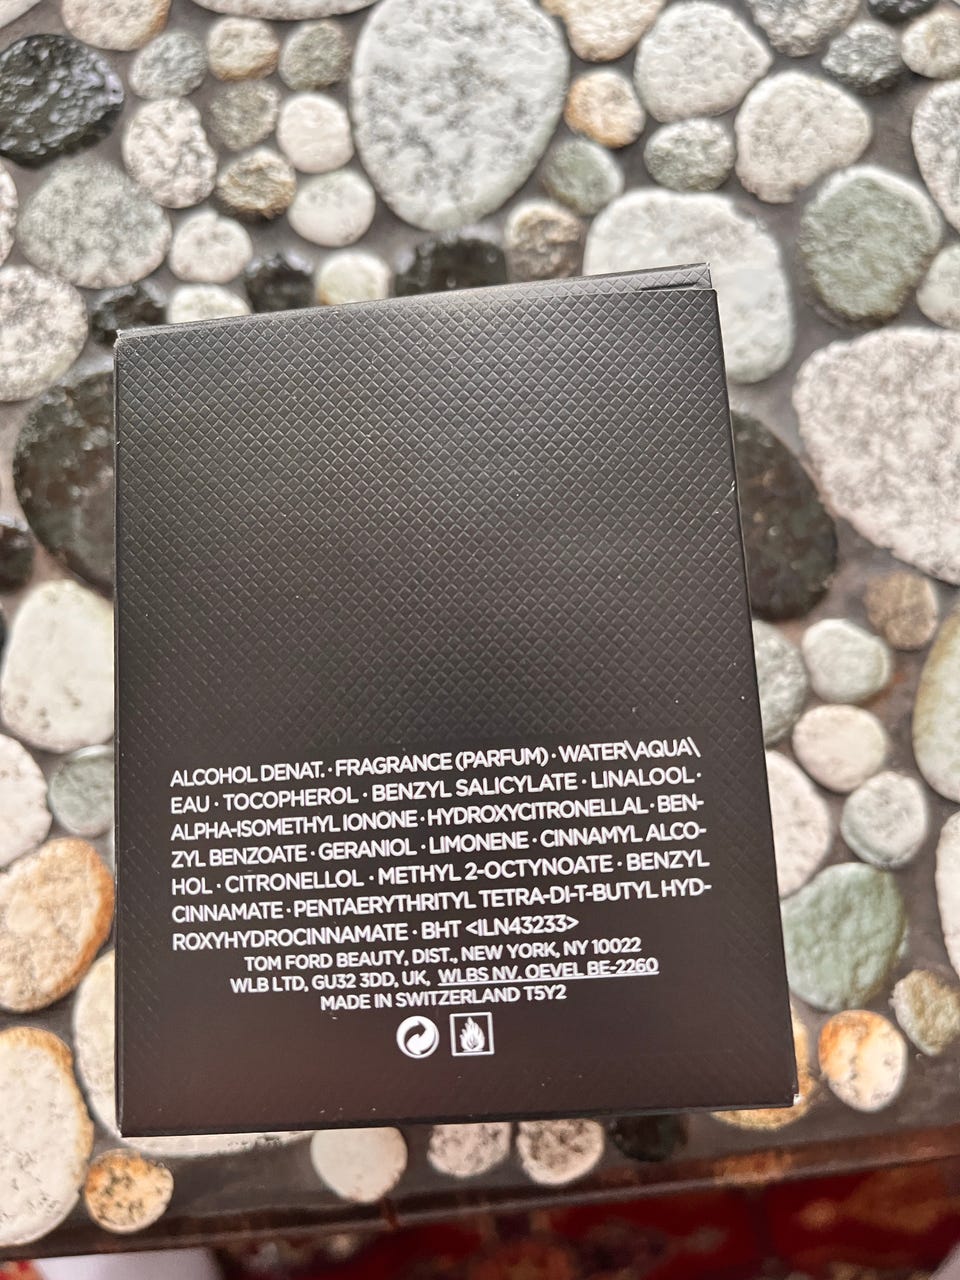 ALCOHOL DENAT. · FRAGRANCE (PARFUM) · WATER\AQUA\
EAU · TOCOPHEROL · BENZYL SALICYLATE · LINALOOL ·
ALPHA-ISOMETHYL IONONE · HYDROXYCITRONELLAL · BEN-
ZYL BENZOATE · GERANIOL · LIMONENE · CINNAMYL ALCO-
HOL · CITRONELLOL · METHYL 2-OCTYNOATE · BENZYL
CINNAMATE · PENTAERYTHRITYL TETRA-DI-T-BUTYL HYD-
ROXYHYDROCINNAMATE · BHT <ILN43233>
TOM FORD BEAUTY, DIST., NEW YORK, NY 10022
WLB LTD, GU32 3DD, UK, WLBS NV. OEVEL BE-2260
MADE IN SWITZERLAND T5Y2